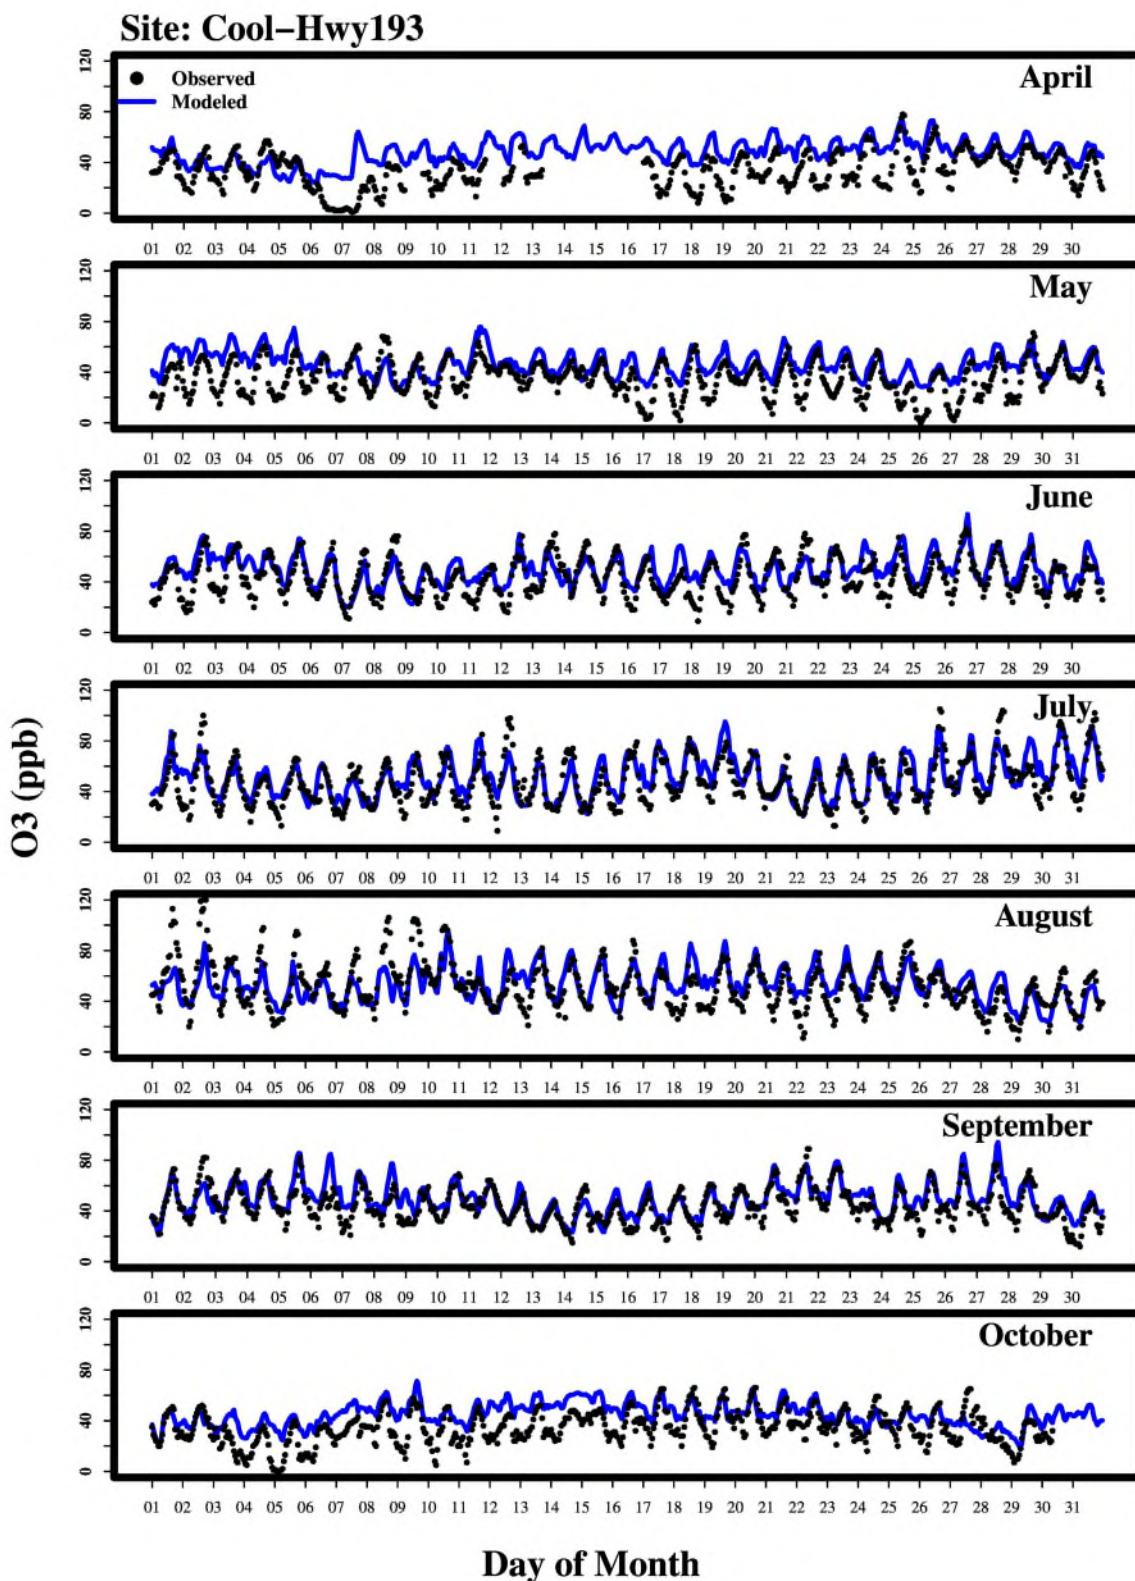 Site: Cool–Hwy193
O3 (ppb)
120
80
40
0
Observed
Modeled
April
01 02 03 04 05 06 07 08 09 10 11 12 13 14 15 16 17 18 19 20 21 22 23 24 25 26 27 28 29 30
120
80
40
0
May
01 02 03 04 05 06 07 08 09 10 11 12 13 14 15 16 17 18 19 20 21 22 23 24 25 26 27 28 29 30 31
120
80
40
0
June
01 02 03 04 05 06 07 08 09 10 11 12 13 14 15 16 17 18 19 20 21 22 23 24 25 26 27 28 29 30
120
80
40
0
July
01 02 03 04 05 06 07 08 09 10 11 12 13 14 15 16 17 18 19 20 21 22 23 24 25 26 27 28 29 30 31
120
80
40
0
August
01 02 03 04 05 06 07 08 09 10 11 12 13 14 15 16 17 18 19 20 21 22 23 24 25 26 27 28 29 30 31
120
80
40
0
September
01 02 03 04 05 06 07 08 09 10 11 12 13 14 15 16 17 18 19 20 21 22 23 24 25 26 27 28 29 30
120
80
40
0
October
01 02 03 04 05 06 07 08 09 10 11 12 13 14 15 16 17 18 19 20 21 22 23 24 25 26 27 28 29 30 31
Day of Month